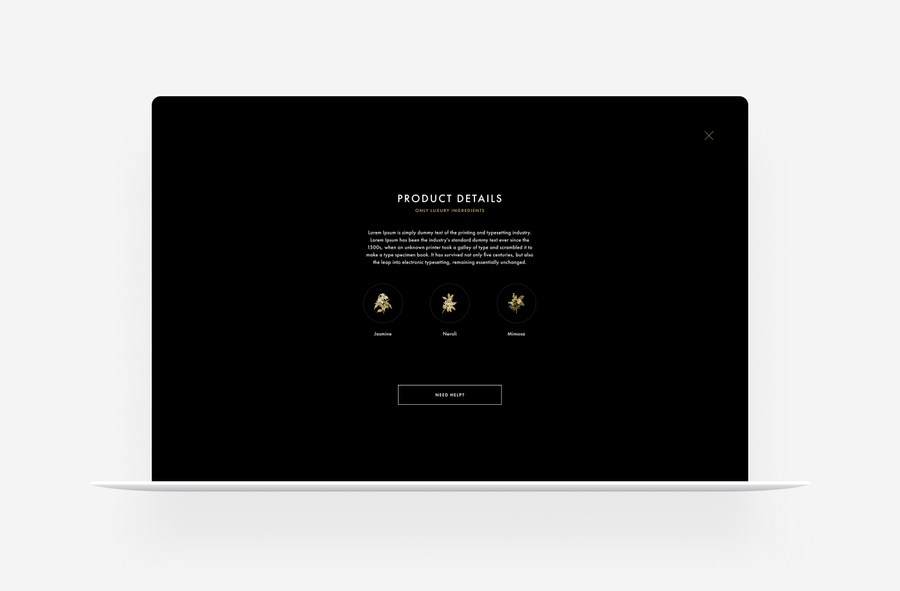 PRODUCT DETAILS
ONLY LUXURY INGREDIENTS
Lorem Ipsum is simply dummy text of the printing and typesetting industry.
Lorem Ipsum has been the industry's standard dummy text ever since the
1500s, when an unknown printer took a galley of type and scrambled it to
make a type specimen book. It has survived not only five centuries, but also
the leap into electronic typesetting, remaining essentially unchanged.
Jasmine
Neroli
Mimosa
NEED HELP?